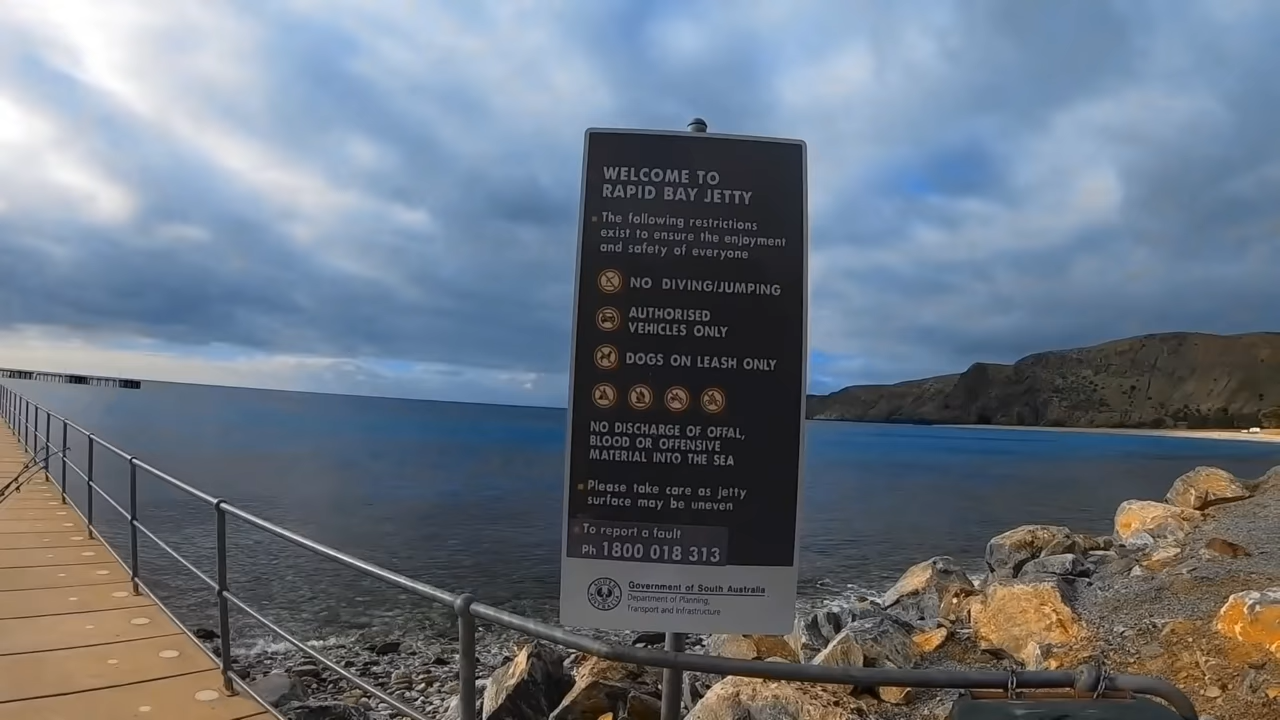 WELCOME TO
RAPID BAY JETTY
The following restrictions
exist to ensure the enjoyment
and safety of everyone
NO DIVING/JUMPING
AUTHORISED
VEHICLES ONLY
DOGS ON LEASH ONLY
NO DISCHARGE OF OFFAL,
BLOOD OR OFFENSIVE
MATERIAL INTO THE SEA
Please take care as jetty
surface may be uneven
To report a fault
Ph 1800 018 313
Government of South Australia
Department of Planning,
Transport and Infrastructure